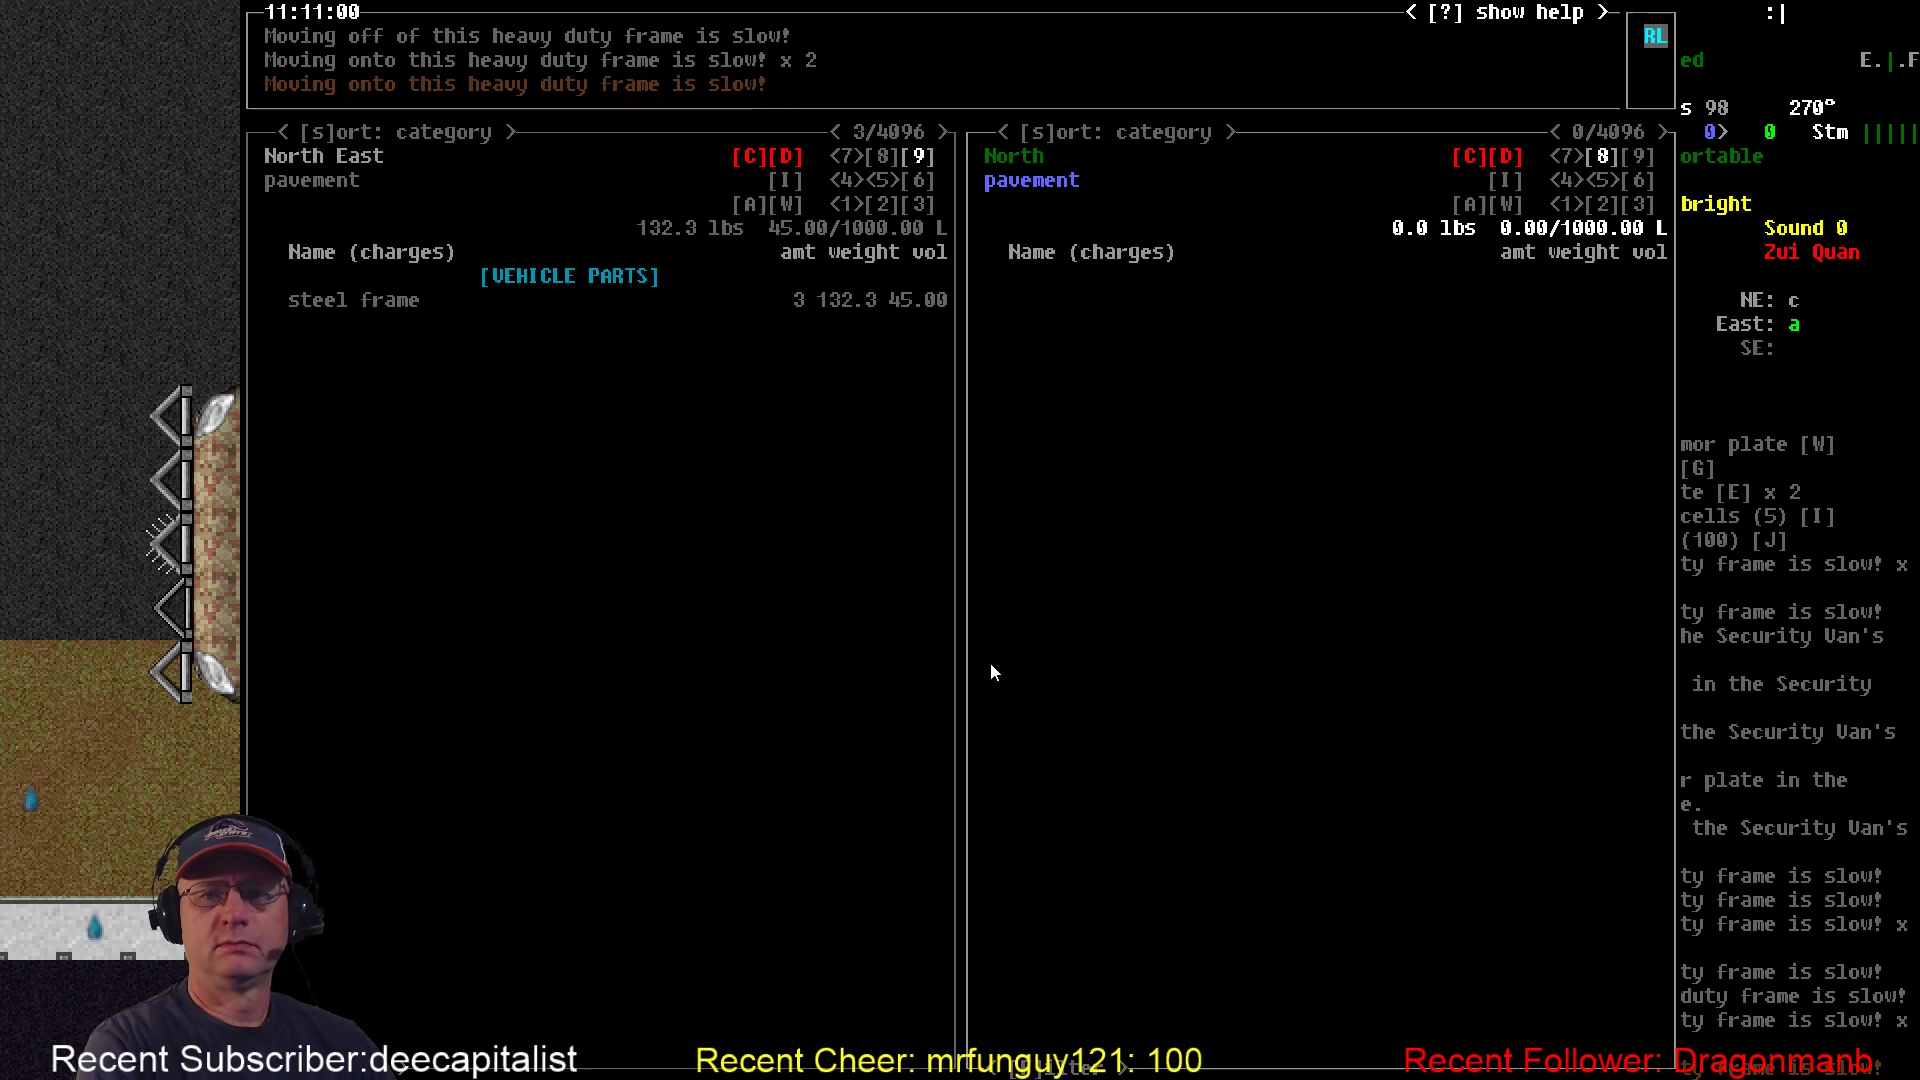 11:11:00
< [?] show help >
Moving off of this heavy duty frame is slow!
Moving onto this heavy duty frame is slow! x 2
Moving onto this heavy duty frame is slow!
RL
:|
ed E.|.F
s 98 270°
0> 0 Stm |||||
ortable
bright
Sound 0
Zui Quan
NE: c
East: a
SE:
< [s]ort: category > < 3/4096 >
North East [C][D] <7>[8][9]
pavement [I] <4><5>[6]
[A][W] <1>[2][3]
132.3 lbs 45.00/1000.00 L
Name (charges) amt weight vol
[VEHICLE PARTS]
steel frame 3 132.3 45.00
< [s]ort: category > < 0/4096 >
North [C][D] <7>[8][9]
pavement [I] <4><5>[6]
[A][W] <1>[2][3]
0.0 lbs 0.00/1000.00 L
Name (charges) amt weight vol
mor plate [W]
[G]
te [E] x 2
cells (5) [I]
(100) [J]
ty frame is slow! x
ty frame is slow!
he Security Van's
in the Security
the Security Van's
r plate in the
e.
the Security Van's
ty frame is slow!
ty frame is slow!
ty frame is slow! x
ty frame is slow!
duty frame is slow!
ty frame is slow! x
Recent Subscriber:deecapitalist
Recent Cheer: mrfunguy121: 100
Recent Follower: Dragonmanb